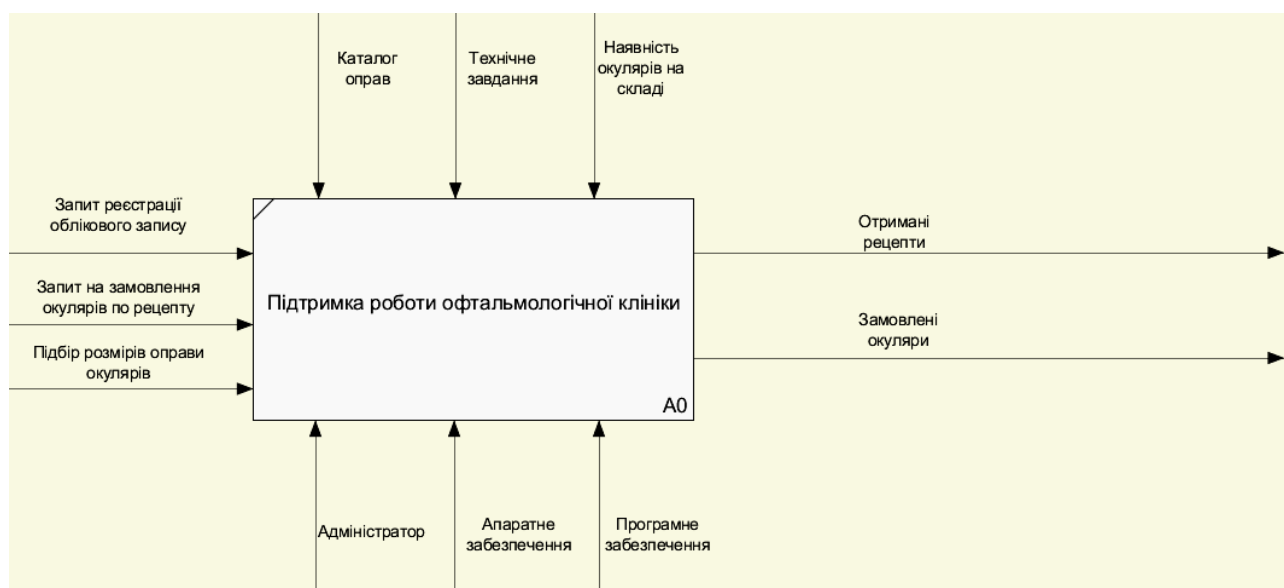 Каталог
оправ
Технічне
завдання
Наявність
окулярів на
складі
Запит реєстрації
облікового запису
Запит на замовлення
окулярів по рецепту
Підбір розмірів оправи
окулярів
Підтримка роботи офтальмологічної клініки
A0
Отримані
рецепти
Замовлені
окуляри
Адміністратор
Апаратне
забезпечення
Програмне
забезпечення